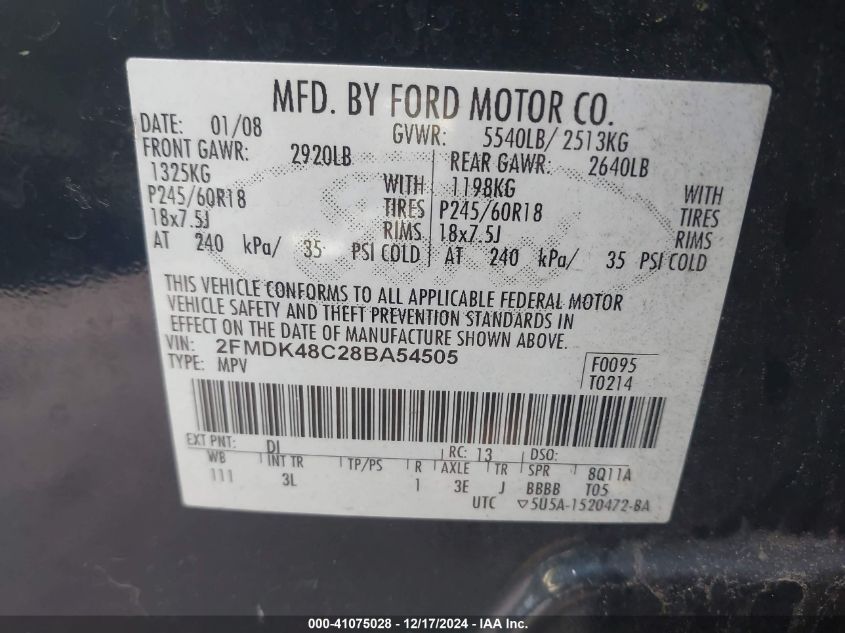 MFD. BY FORD MOTOR CO.
DATE: 01/08 GVWR: 5540LB/ 2513KG
FRONT GAWR: 2920LB REAR GAWR: 2640LB
1325KG WITH 1198KG WITH
P245/60R18 TIRES P245/60R18 TIRES
18x7.5J RIMS 18x7.5J RIMS
AT 240 kPa/ 35 PSI COLD AT 240 kPa/ 35 PSI COLD
THIS VEHICLE CONFORMS TO ALL APPLICABLE FEDERAL MOTOR
VEHICLE SAFETY AND THEFT PREVENTION STANDARDS IN
EFFECT ON THE DATE OF MANUFACTURE SHOWN ABOVE.
VIN: 2FMDK48C28BA54505 F0095
TYPE: MPV T0214
EXT PNT: DI RC: 13 DSO:
WB INT TR TP/PS R AXLE TR SPR 8Q11A
111 3L 1 3E J BBBB T05
UTC ▽5U5A-1520472-BA
000-41075028 - 12/17/2024 - IAA Inc.